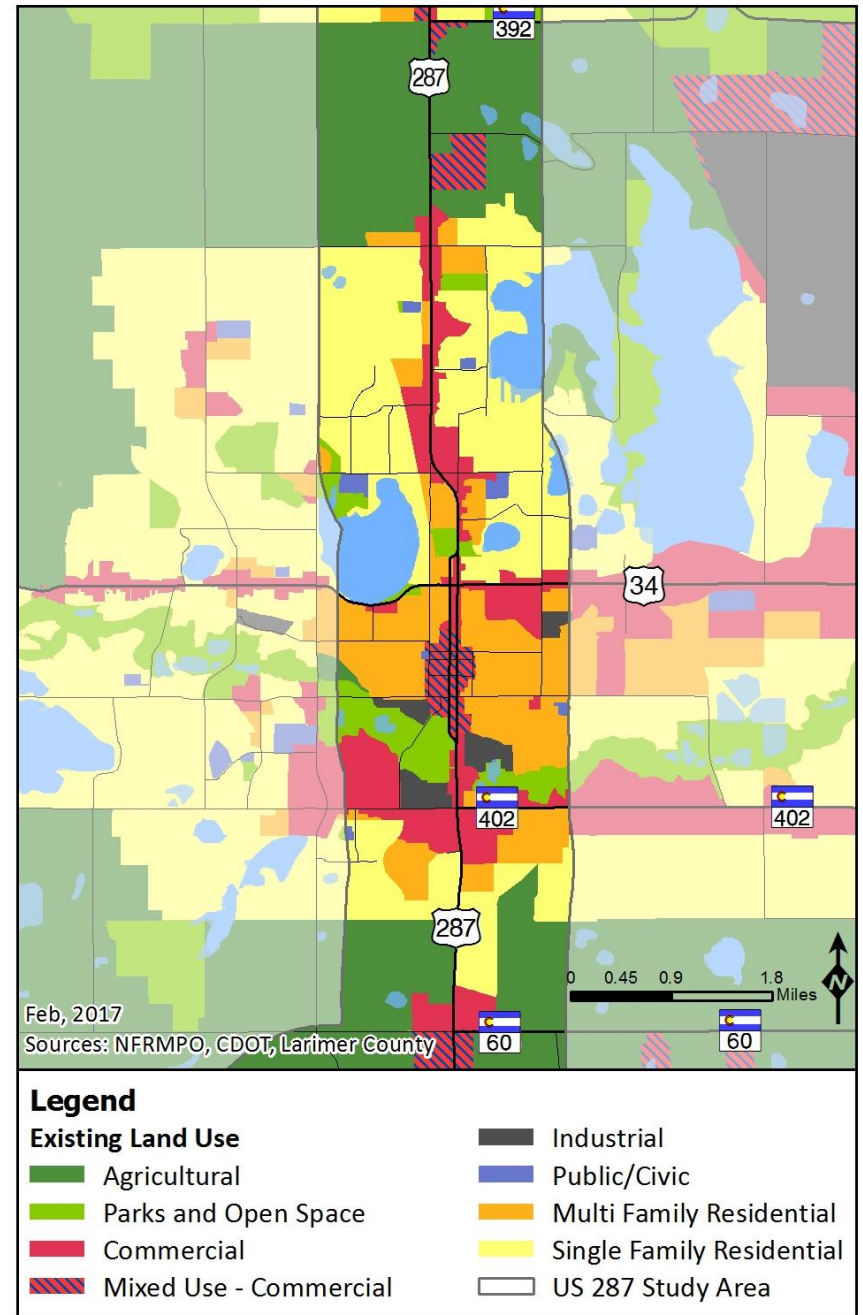 392
287
34
402
402
287
0 0.45 0.9 1.8
Miles
N
Feb, 2017
Sources: NFRMPO, CDOT, Larimer County
60
60
Legend
Existing Land Use
Agricultural
Parks and Open Space
Commercial
Mixed Use - Commercial
Industrial
Public/Civic
Multi Family Residential
Single Family Residential
US 287 Study Area